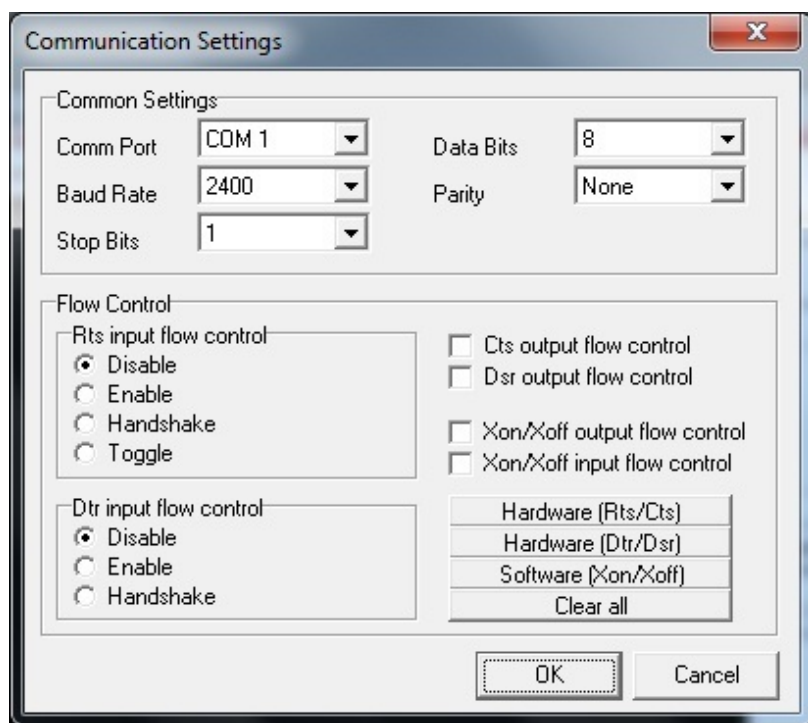 Communication Settings
Common Settings
Comm Port
COM 1
Data Bits
8
Baud Rate
2400
Parity
None
Stop Bits
1
Flow Control
Rts input flow control
Disable
Enable
Handshake
Toggle
Cts output flow control
Dsr output flow control
Xon/Xoff output flow control
Xon/Xoff input flow control
Dtr input flow control
Disable
Enable
Handshake
Hardware (Rts/Cts)
Hardware (Dtr/Dsr)
Software (Xon/Xoff)
Clear all
OK
Cancel